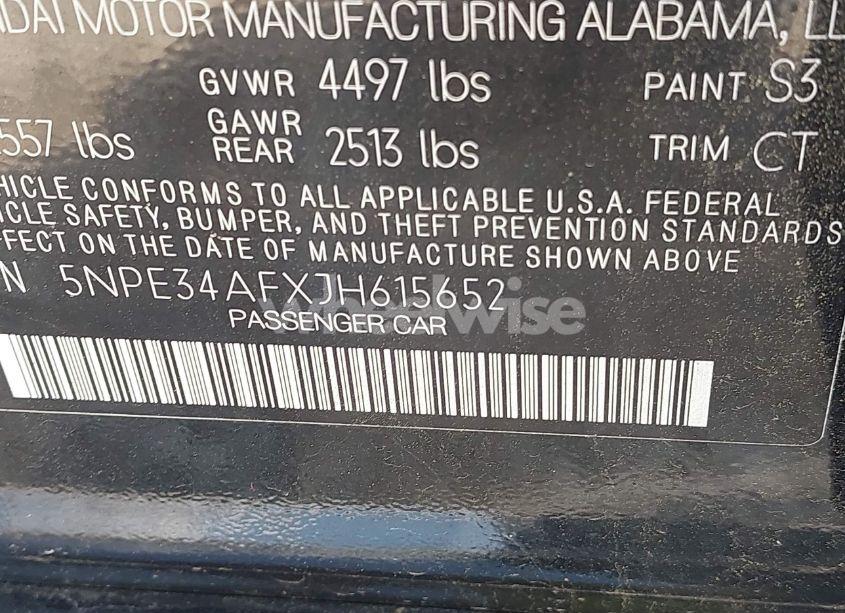 NDAI MOTOR MANUFACTURING ALABAMA, LL
GVWR 4497 lbs PAINT S3
557 lbs GAWR REAR 2513 lbs TRIM CT
HICLE CONFORMS TO ALL APPLICABLE U.S.A. FEDERAL
ICLE SAFETY, BUMPER, AND THEFT PREVENTION STANDARDS
FFECT ON THE DATE OF MANUFACTURE SHOWN ABOVE
N 5NPE34AFXJH615652
PASSENGER CAR
wheelwise